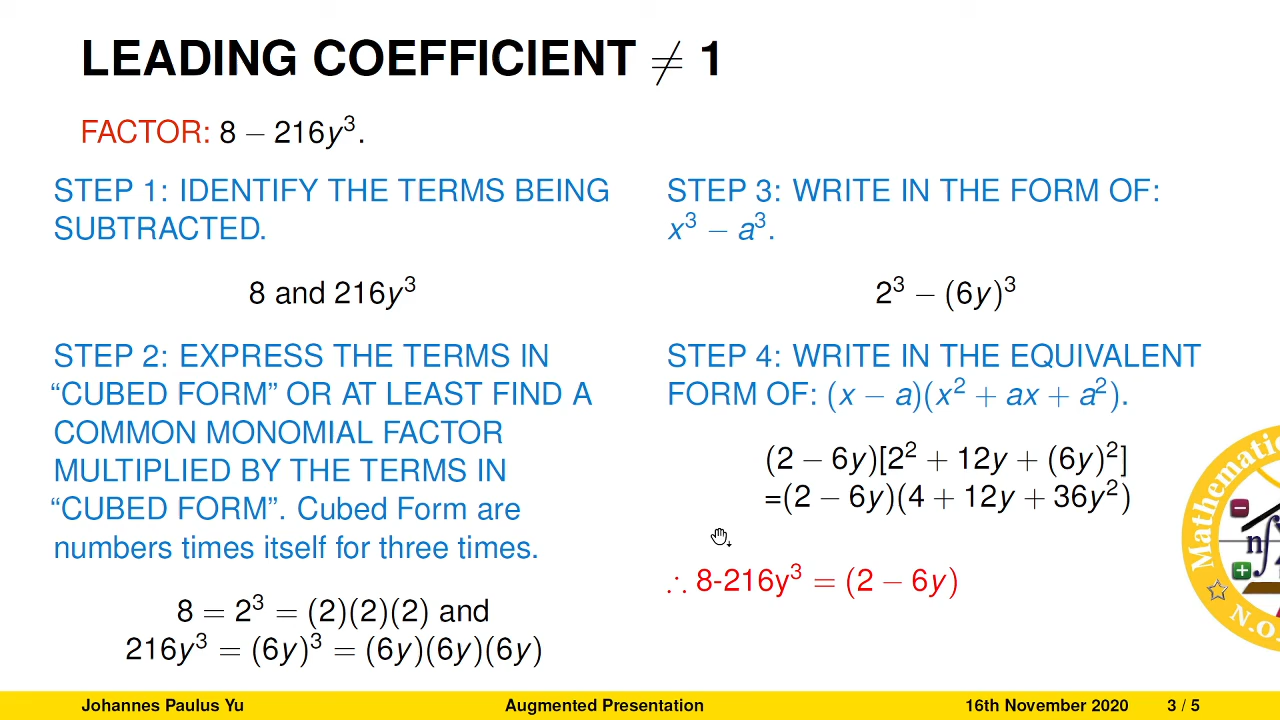 LEADING COEFFICIENT ≠ 1
FACTOR: 8 − 216y³.
STEP 1: IDENTIFY THE TERMS BEING
SUBTRACTED.
8 and 216y³
STEP 2: EXPRESS THE TERMS IN
“CUBED FORM” OR AT LEAST FIND A
COMMON MONOMIAL FACTOR
MULTIPLIED BY THE TERMS IN
“CUBED FORM”. Cubed Form are
numbers times itself for three times.
8 = 2³ = (2)(2)(2) and
216y³ = (6y)³ = (6y)(6y)(6y)
STEP 3: WRITE IN THE FORM OF:
x³ − a³.
2³ − (6y)³
STEP 4: WRITE IN THE EQUIVALENT
FORM OF: (x − a)(x² + ax + a²).
(2 − 6y)[2² + 12y + (6y)²]
=(2 − 6y)(4 + 12y + 36y²)
∴ 8-216y³ = (2 − 6y)
Mathematic
N.O.
Johannes Paulus Yu
Augmented Presentation
16th November 2020
3 / 5